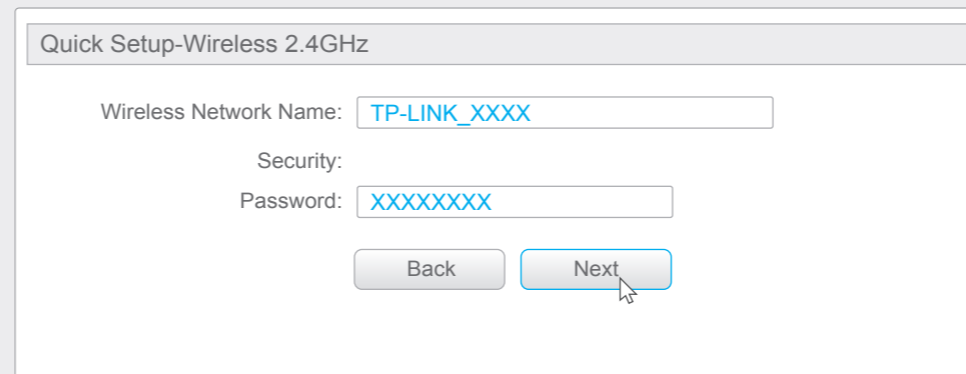 Quick Setup-Wireless 2.4GHz
Wireless Network Name: TP-LINK_XXXX
Security:
Password: XXXXXXXX
Back Next